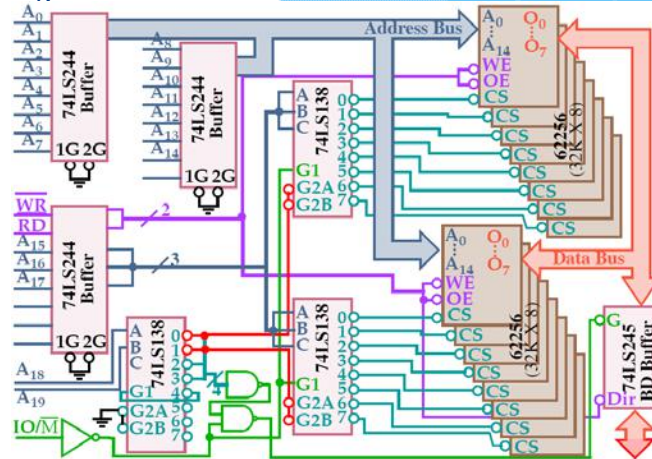 A0
A1
A2
A3
A4
A5
A6
A7
74LS244
Buffer
1G 2G
A8
A9
A10
A11
A12
A13
A14
74LS244
Buffer
1G 2G
Address Bus
A0
A14
O0
O7
WE
OE
CS
CS
CS
CS
CS
CS
CS
CS
62256
(32K X 8)
A
B
C
G1
G2A
G2B
74LS138
0
1
2
3
4
5
6
7
WR
RD
A15
A16
A17
74LS244
Buffer
1G 2G
2
3
A0
A14
O0
O7
WE
OE
CS
CS
CS
CS
CS
CS
CS
CS
62256
(32K X 8)
Data Bus
A
B
C
G1
G2A
G2B
74LS138
0
1
2
3
4
5
6
7
A18
A19
IO/M
A
B
C
G1
G2A
G2B
74LS138
0
1
2
3
4
5
6
7
4
G
Dir
74LS245
BD Buffer